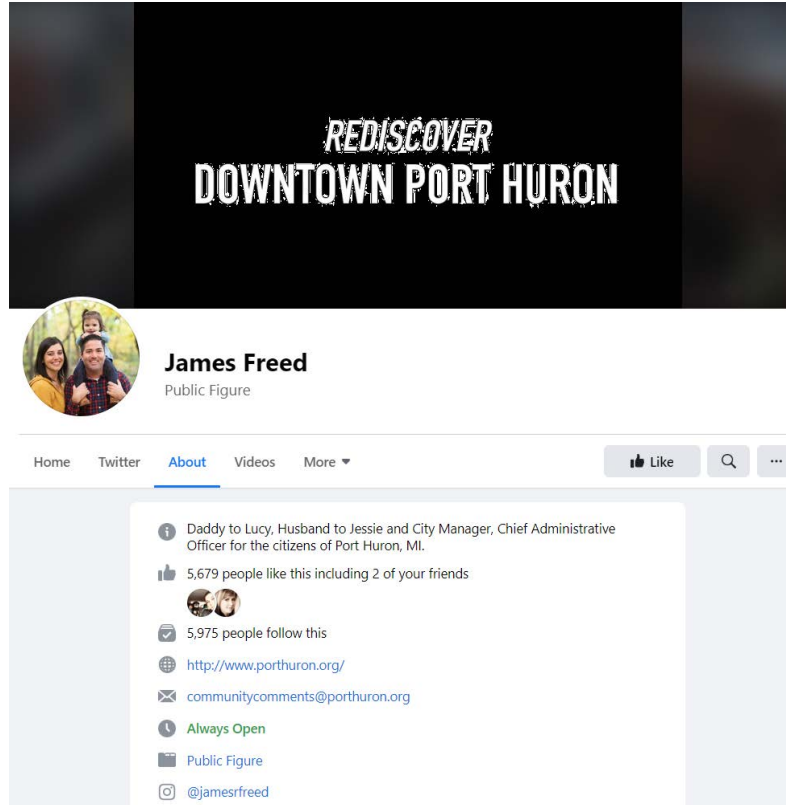 REDISCOVER
DOWNTOWN PORT HURON
James Freed
Public Figure
Home Twitter About Videos More
Like
Daddy to Lucy, Husband to Jessie and City Manager, Chief Administrative
Officer for the citizens of Port Huron, MI.
5,679 people like this including 2 of your friends
5,975 people follow this
http://www.porthuron.org/
communitycomments@porthuron.org
Always Open
Public Figure
@jamesrfreed